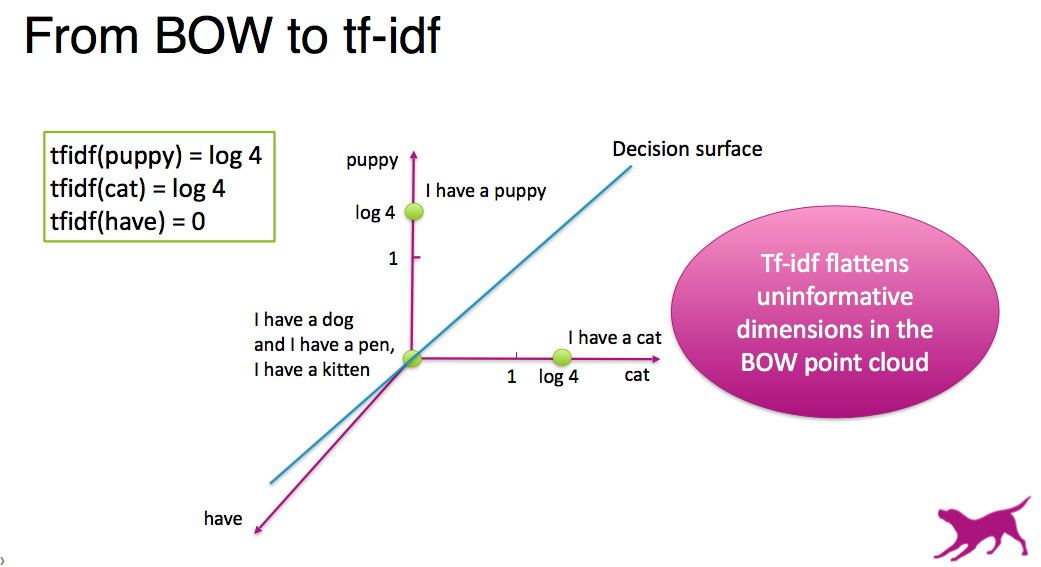 From BOW to tf-idf
tfidf(puppy) = log 4
tfidf(cat) = log 4
tfidf(have) = 0
puppy
I have a puppy
log 4
1
Decision surface
I have a dog
and I have a pen,
I have a kitten
I have a cat
1
log 4
cat
have
Tf-idf flattens
uninformative
dimensions in the
BOW point cloud